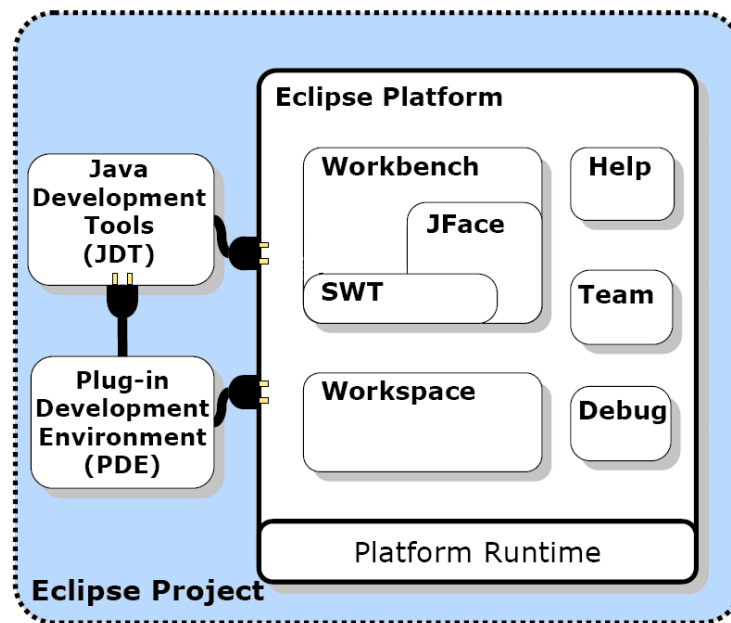 Eclipse Platform
Java
Development
Tools
(JDT)
Workbench
JFace
SWT
Help
Team
Plug-in
Development
Environment
(PDE)
Workspace
Debug
Platform Runtime
Eclipse Project